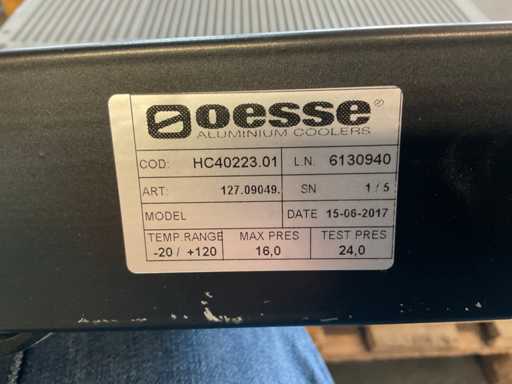 oesse®
ALUMINIUM COOLERS
COD: HC40223.01 L.N. 6130940
ART: 127.09049. SN 1 / 5
MODEL DATE 15-06-2017
TEMP.RANGE MAX PRES TEST PRES
-20 / +120 16,0 24,0